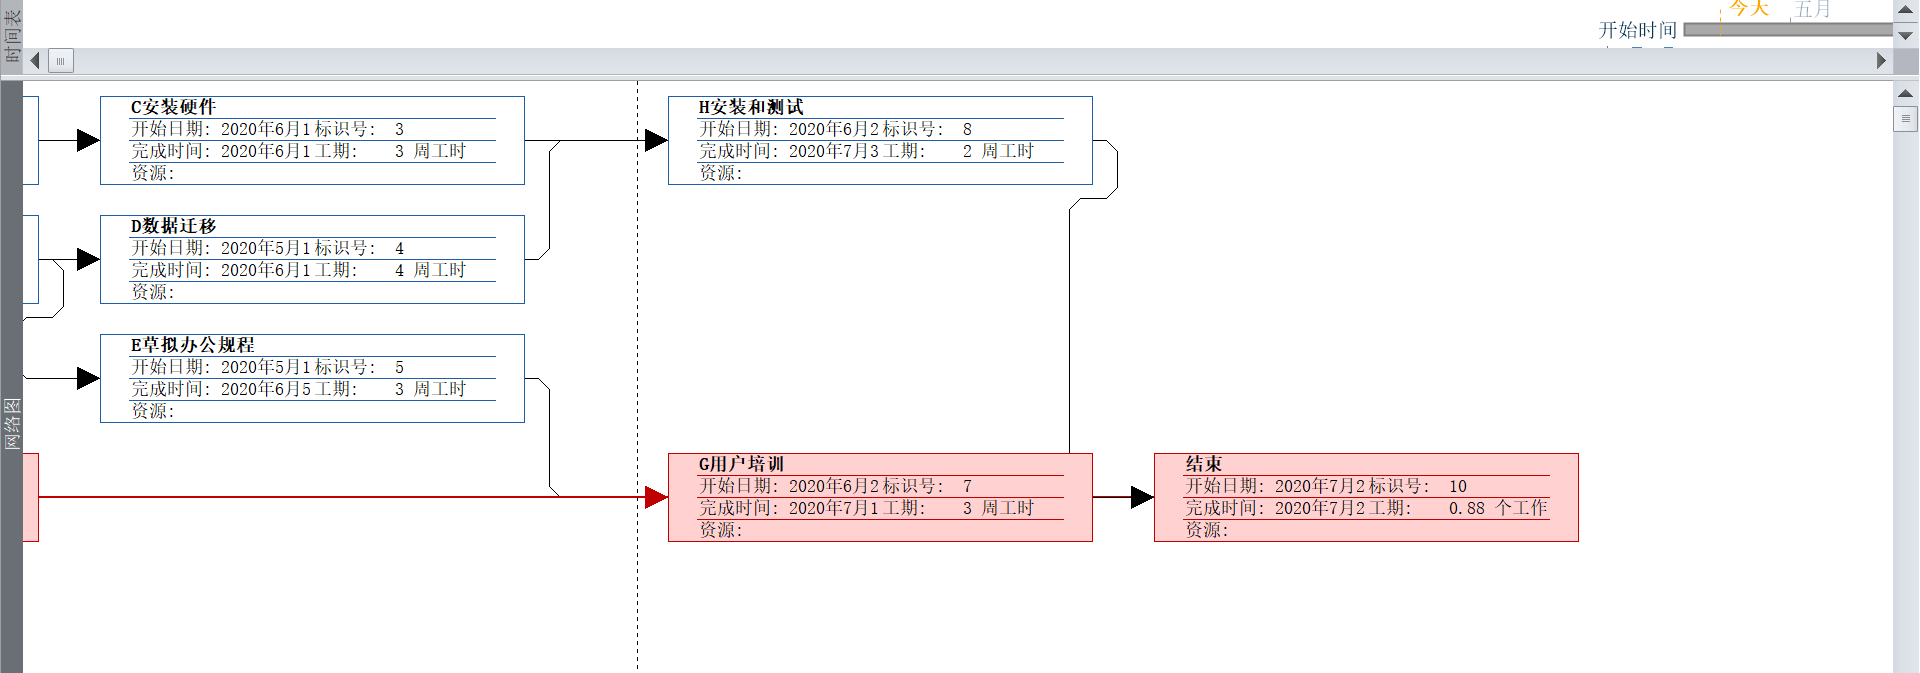 时间表
今天
五月
开始时间
网络图
C安装硬件
开始日期: 2020年6月1 标识号: 3
完成时间: 2020年6月1 工期: 3 周工时
资源:
H安装和测试
开始日期: 2020年6月2 标识号: 8
完成时间: 2020年7月3 工期: 2 周工时
资源:
D数据迁移
开始日期: 2020年5月1 标识号: 4
完成时间: 2020年6月1 工期: 4 周工时
资源:
E草拟办公规程
开始日期: 2020年5月1 标识号: 5
完成时间: 2020年6月5 工期: 3 周工时
资源:
G用户培训
开始日期: 2020年6月2 标识号: 7
完成时间: 2020年7月1 工期: 3 周工时
资源:
结束
开始日期: 2020年7月2 标识号: 10
完成时间: 2020年7月2 工期: 0.88 个工作
资源: